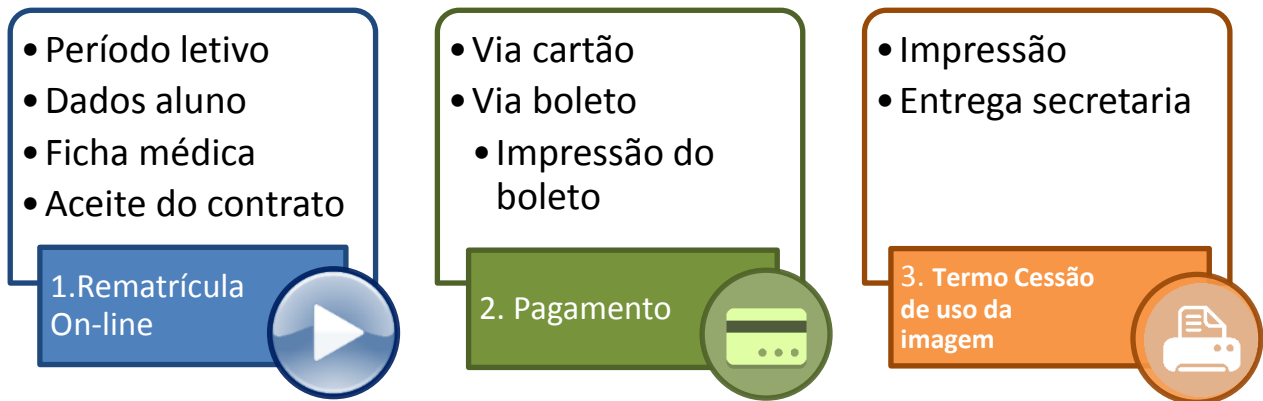 • Período letivo
• Dados aluno
• Ficha médica
• Aceite do contrato
1.Rematrícula
On-line
• Via cartão
• Via boleto
• Impressão do
boleto
2. Pagamento
• Impressão
• Entrega secretaria
3. Termo Cessão
de uso da
imagem